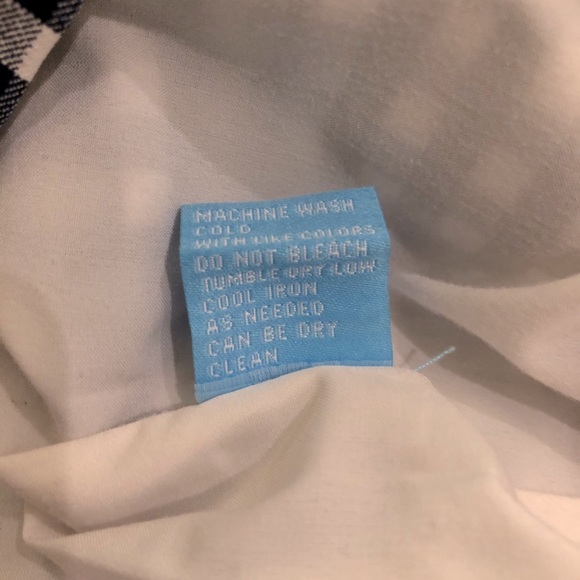 MACHINE WASH
COLD
WITH LIKE COLORS
DO NOT BLEACH
TUMBLE DRY LOW
COOL IRON
AS NEEDED
CAN BE DRY
CLEAN